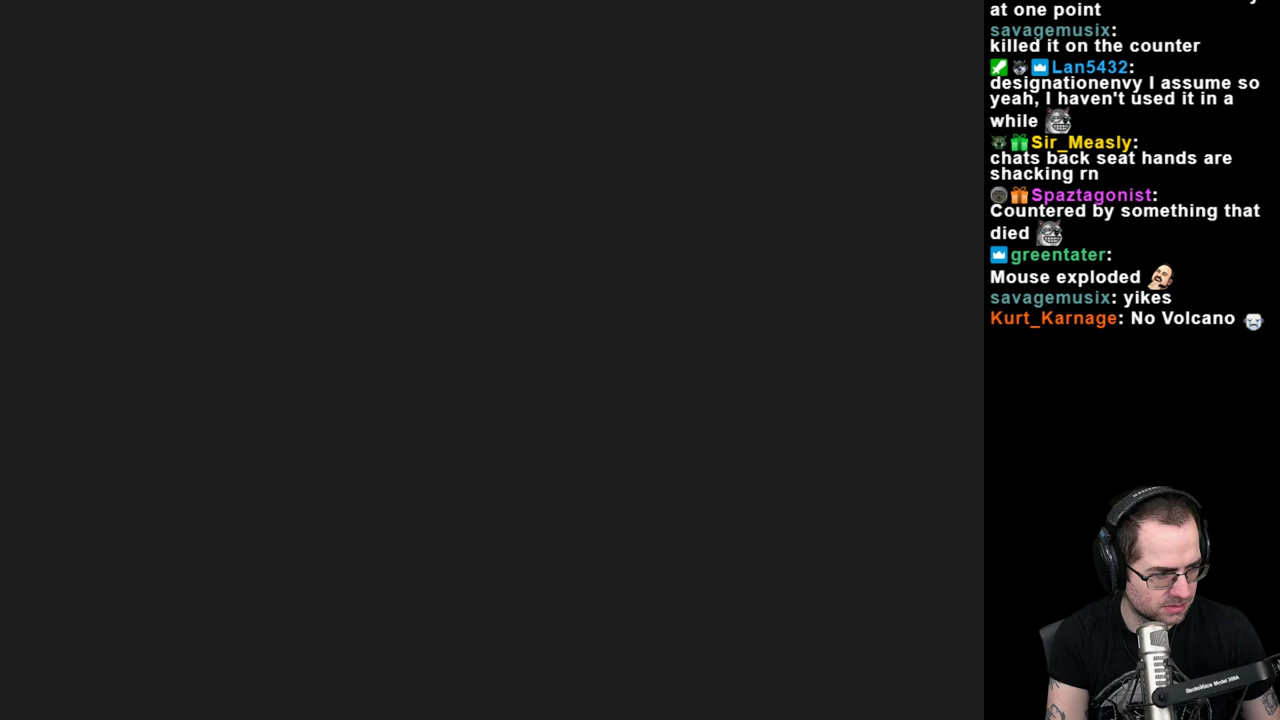 at one point
savagemusix:
killed it on the counter
Lan5432:
designationenvy I assume so
yeah, I haven't used it in a
while
Sir_Measly:
chats back seat hands are
shacking rn
Spaztagonist:
Countered by something that
died
greentater:
Mouse exploded
savagemusix: yikes
Kurt_Karnage: No Volcano